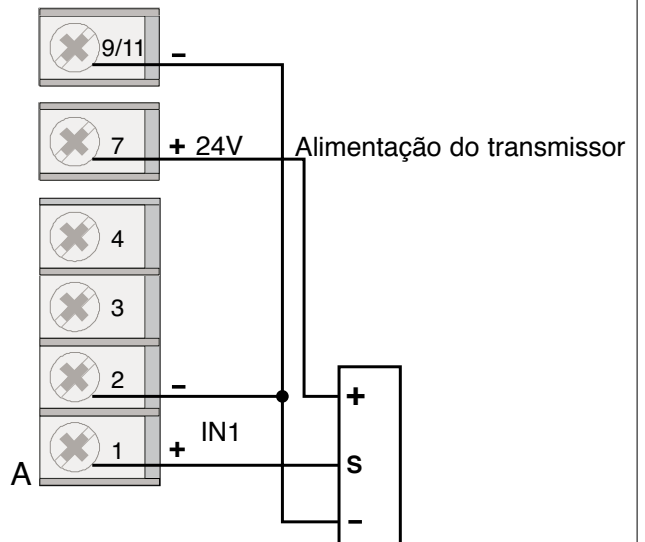 9/11 –
7 + 24V Alimentação do transmissor
4
3
2 –
+
IN1
A 1 + S
–